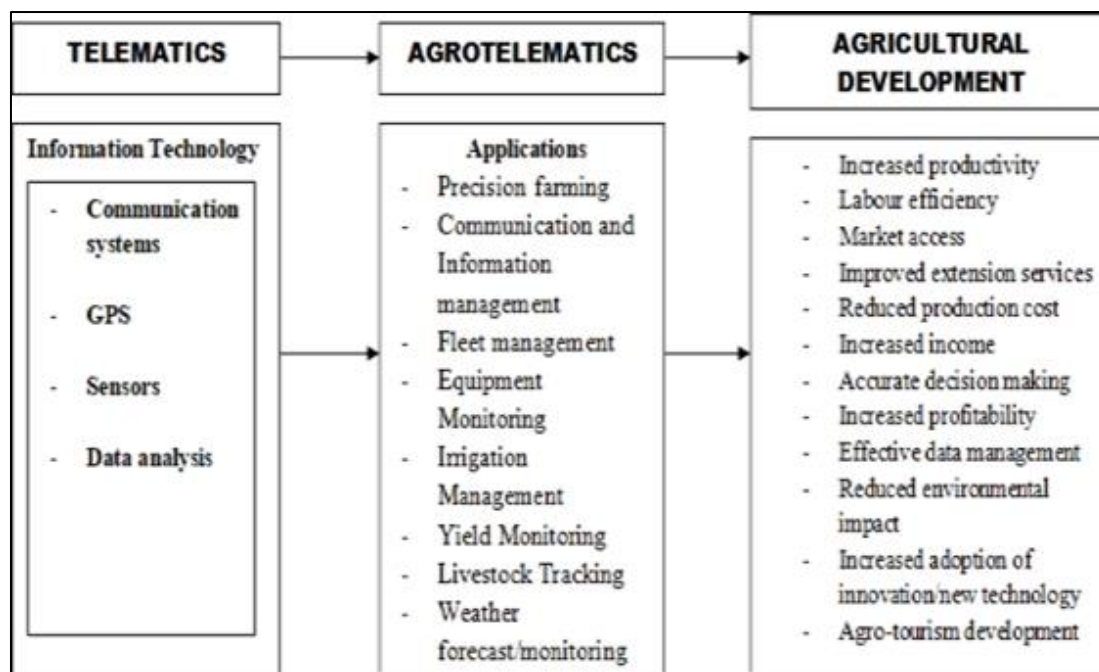 TELEMATICS
AGROTELEMATICS
AGRICULTURAL
DEVELOPMENT
Information Technology
- Communication
systems
- GPS
- Sensors
- Data analysis
Applications
- Precision farming
- Communication and
Information
management
- Fleet management
- Equipment
Monitoring
- Irrigation
Management
- Yield Monitoring
- Livestock Tracking
- Weather
forecast/monitoring
- Increased productivity
- Labour efficiency
- Market access
- Improved extension services
- Reduced production cost
- Increased income
- Accurate decision making
- Increased profitability
- Effective data management
- Reduced environmental
impact
- Increased adoption of
innovation/new technology
- Agro-tourism development